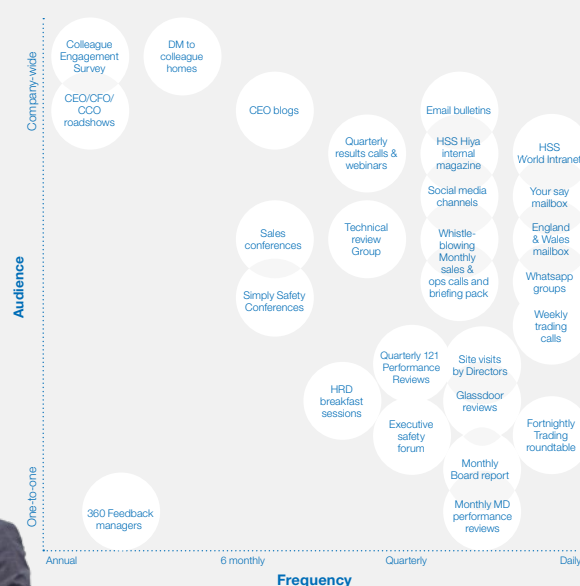 Colleague
Engagement
Survey
DM to
colleague
homes
CEO/CFO/
CCO
roadshows
CEO blogs
Email bulletins
Quarterly
results calls &
webinars
HSS Hiya
internal
magazine
HSS
World Intranet
Social media
channels
Your say
mailbox
Sales
conferences
Technical
review
Group
Whistle-
blowing
Monthly
sales &
ops calls and
briefing pack
England
& Wales
mailbox
Simply Safety
Conferences
Whatsapp
groups
Weekly
trading
calls
Quarterly 121
Performance
Reviews
Site visits
by Directors
HRD
breakfast
sessions
Glassdoor
reviews
Executive
safety
forum
Fortnightly
Trading
roundtable
Monthly
Board report
360 Feedback
managers
Monthly MD
performance
reviews
Company-wide
Audience
One-to-one
Annual
6 monthly
Quarterly
Daily
Frequency